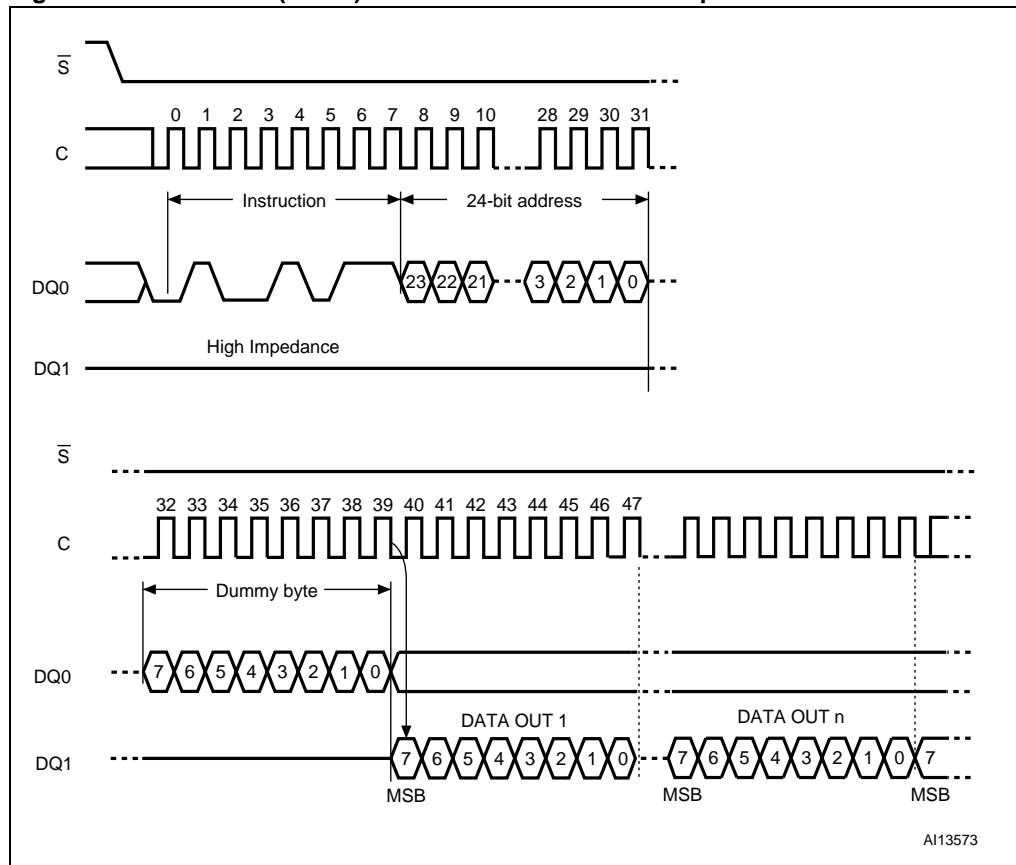 S
0 1 2 3 4 5 6 7 8 9 10 28 29 30 31
C
Instruction 24-bit address
DQ0 23 22 21 3 2 1 0
High Impedance
DQ1
S
32 33 34 35 36 37 38 39 40 41 42 43 44 45 46 47
C
Dummy byte
DQ0 7 6 5 4 3 2 1 0
DATA OUT 1 DATA OUT n
DQ1 7 6 5 4 3 2 1 0 7 6 5 4 3 2 1 0 7
MSB MSB MSB
AI13573